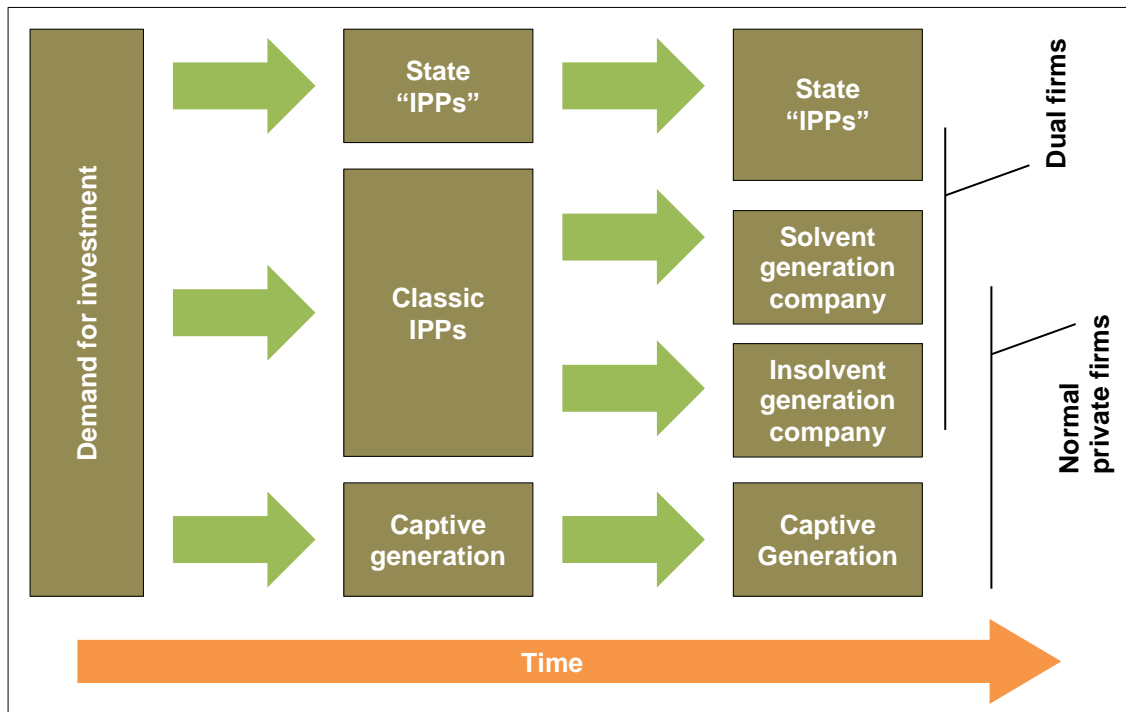 Demand for investment
State
“IPPs”
Classic
IPPs
Captive
generation
State
“IPPs”
Solvent
generation
company
Insolvent
generation
company
Captive
Generation
Dual firms
Normal
private firms
Time